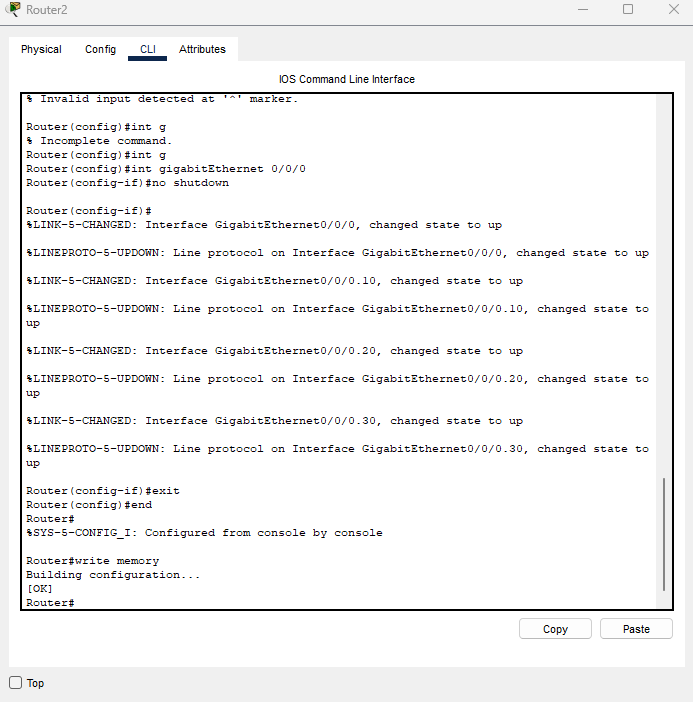 Router2
Physical Config CLI Attributes
IOS Command Line Interface
% Invalid input detected at '^' marker.
Router(config)#int g
% Incomplete command.
Router(config)#int g
Router(config)#int gigabitEthernet 0/0/0
Router(config-if)#no shutdown
Router(config-if)#
%LINK-5-CHANGED: Interface GigabitEthernet0/0/0, changed state to up
%LINEPROTO-5-UPDOWN: Line protocol on Interface GigabitEthernet0/0/0, changed state to up
%LINK-5-CHANGED: Interface GigabitEthernet0/0/0.10, changed state to up
%LINEPROTO-5-UPDOWN: Line protocol on Interface GigabitEthernet0/0/0.10, changed state to
up
%LINK-5-CHANGED: Interface GigabitEthernet0/0/0.20, changed state to up
%LINEPROTO-5-UPDOWN: Line protocol on Interface GigabitEthernet0/0/0.20, changed state to
up
%LINK-5-CHANGED: Interface GigabitEthernet0/0/0.30, changed state to up
%LINEPROTO-5-UPDOWN: Line protocol on Interface GigabitEthernet0/0/0.30, changed state to
up
Router(config-if)#exit
Router(config)#end
Router#
%SYS-5-CONFIG_I: Configured from console by console
Router#write memory
Building configuration...
[OK]
Router#
Copy Paste
Top